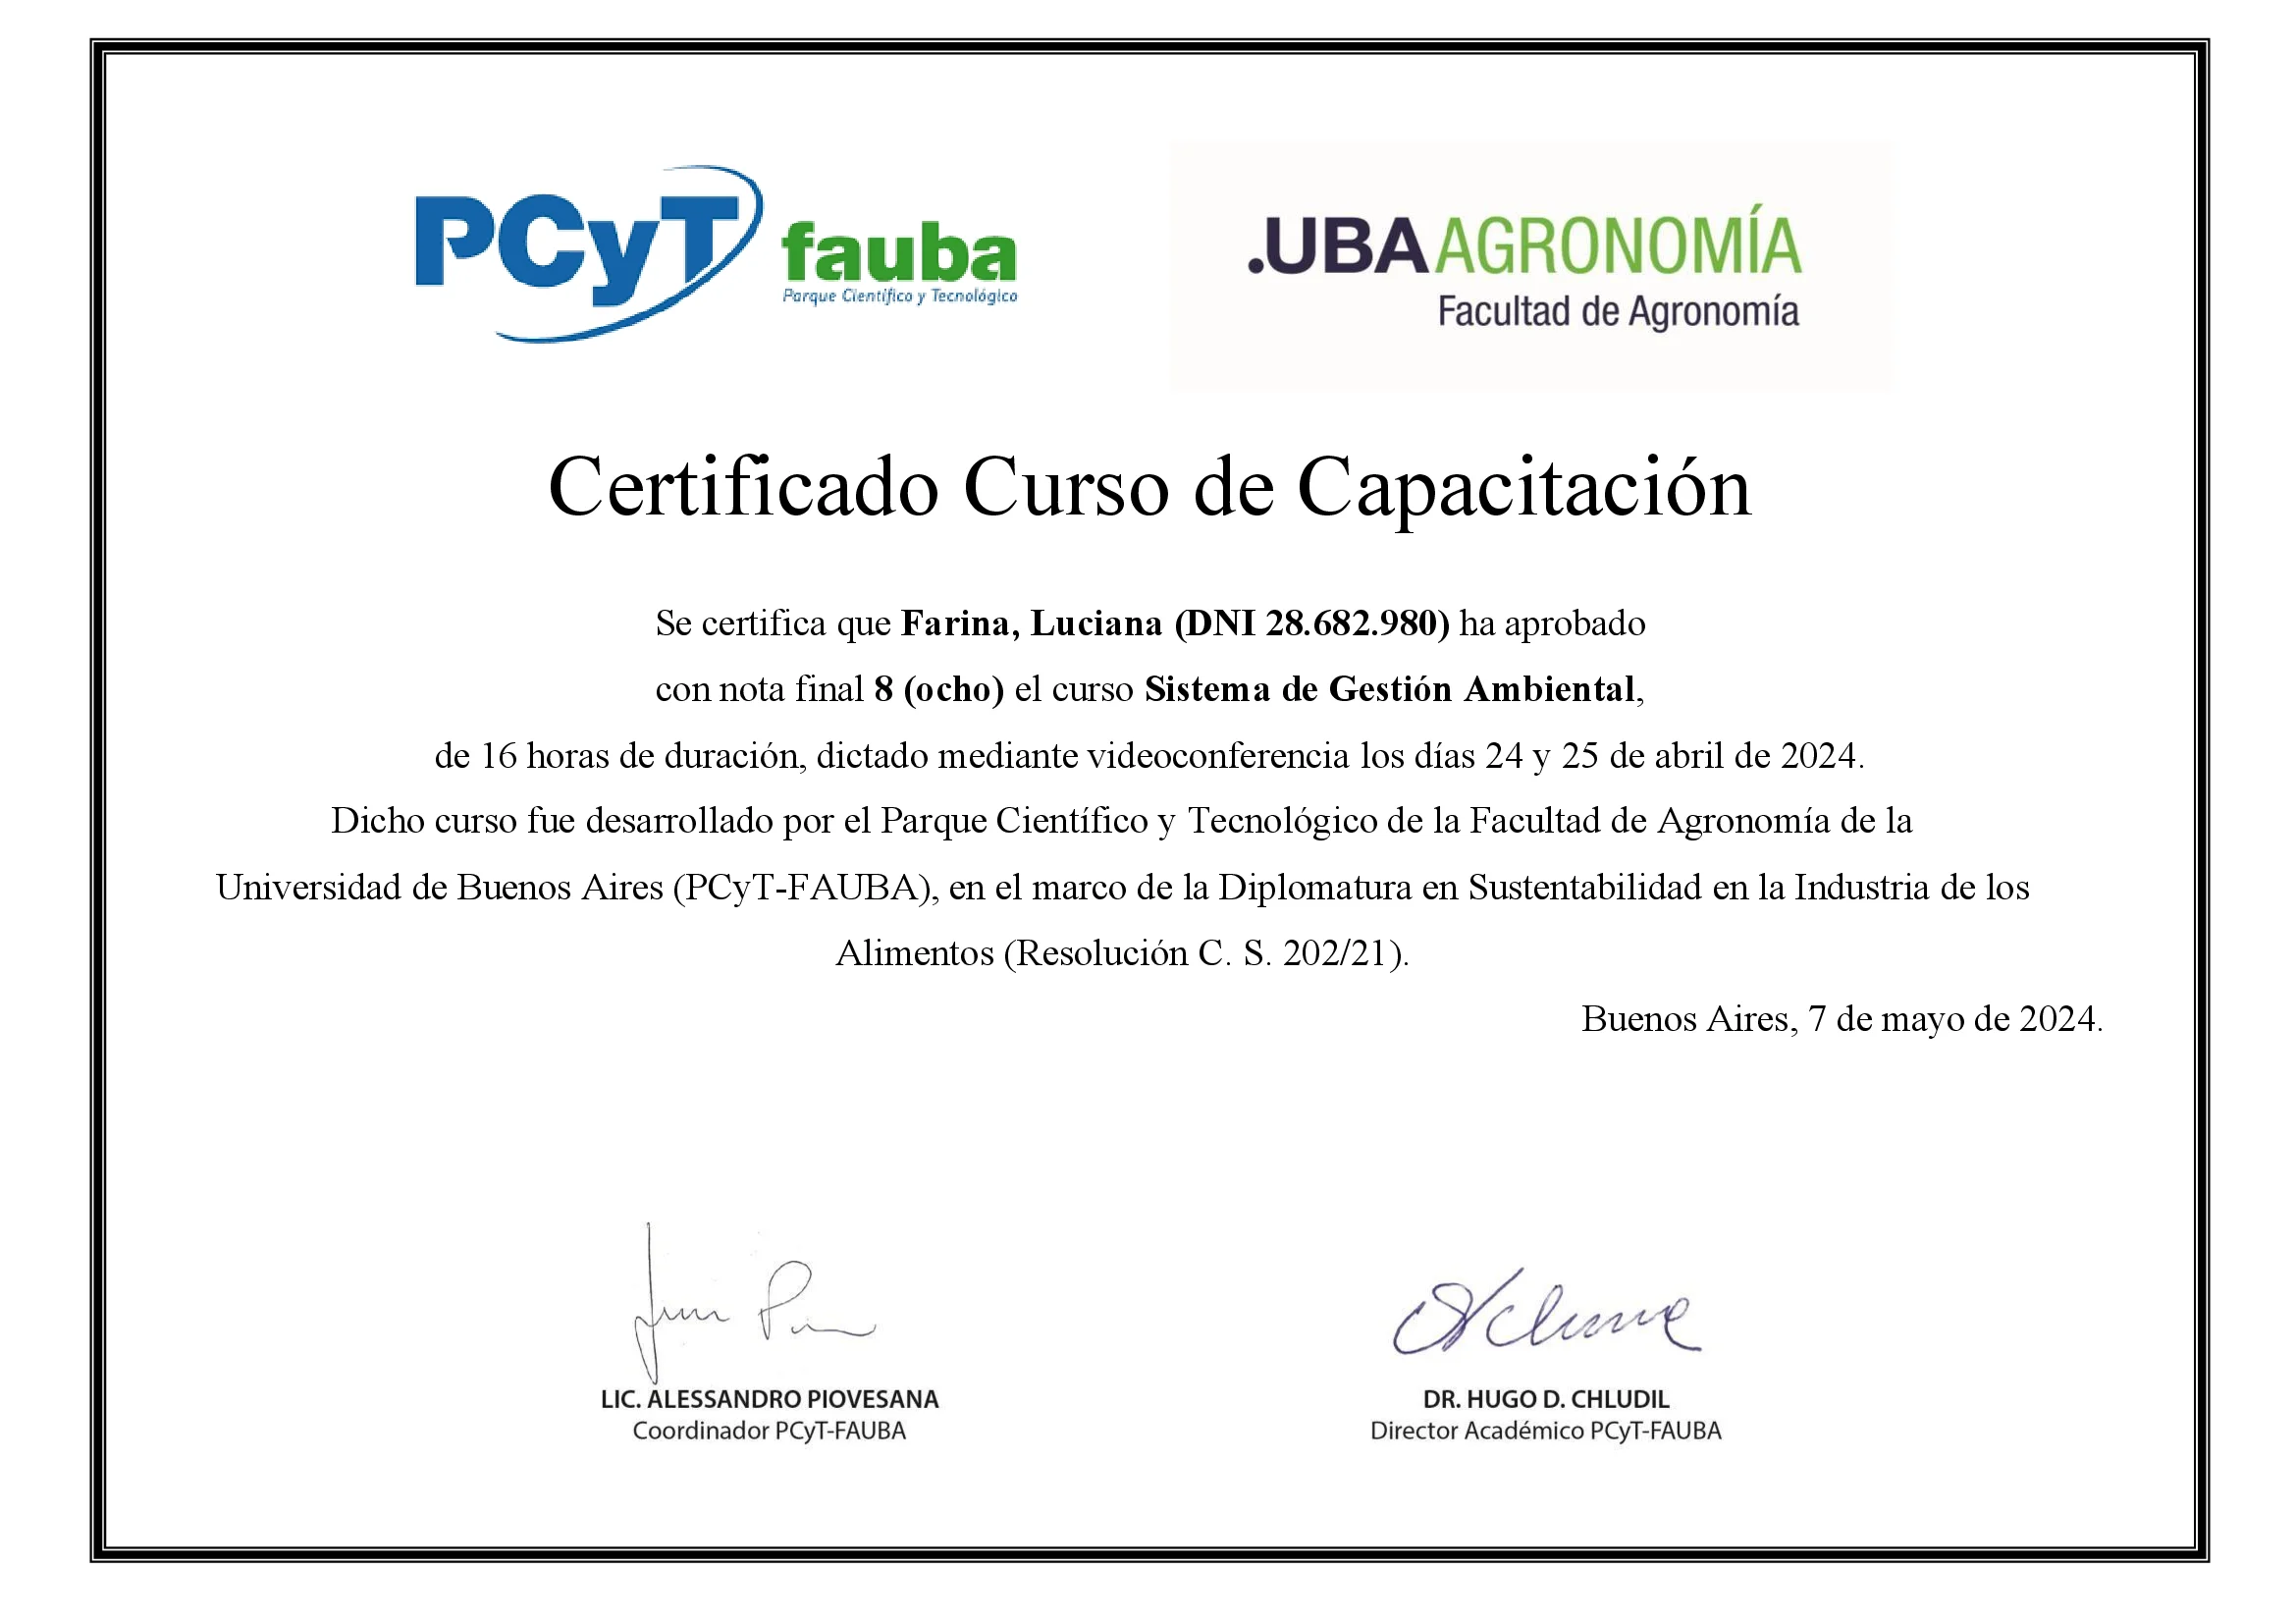 PCyT fauba
Parque Científico y Tecnológico
.UBAAGRONOMÍA
Facultad de Agronomía
Certificado Curso de Capacitación
Se certifica que Farina, Luciana (DNI 28.682.980) ha aprobado
con nota final 8 (ocho) el curso Sistema de Gestión Ambiental,
de 16 horas de duración, dictado mediante videoconferencia los días 24 y 25 de abril de 2024.
Dicho curso fue desarrollado por el Parque Científico y Tecnológico de la Facultad de Agronomía de la
Universidad de Buenos Aires (PCyT-FAUBA), en el marco de la Diplomatura en Sustentabilidad en la Industria de los
Alimentos (Resolución C. S. 202/21).
Buenos Aires, 7 de mayo de 2024.
LIC. ALESSANDRO PIOVESANA
Coordinador PCyT-FAUBA
DR. HUGO D. CHLUDIL
Director Académico PCyT-FAUBA